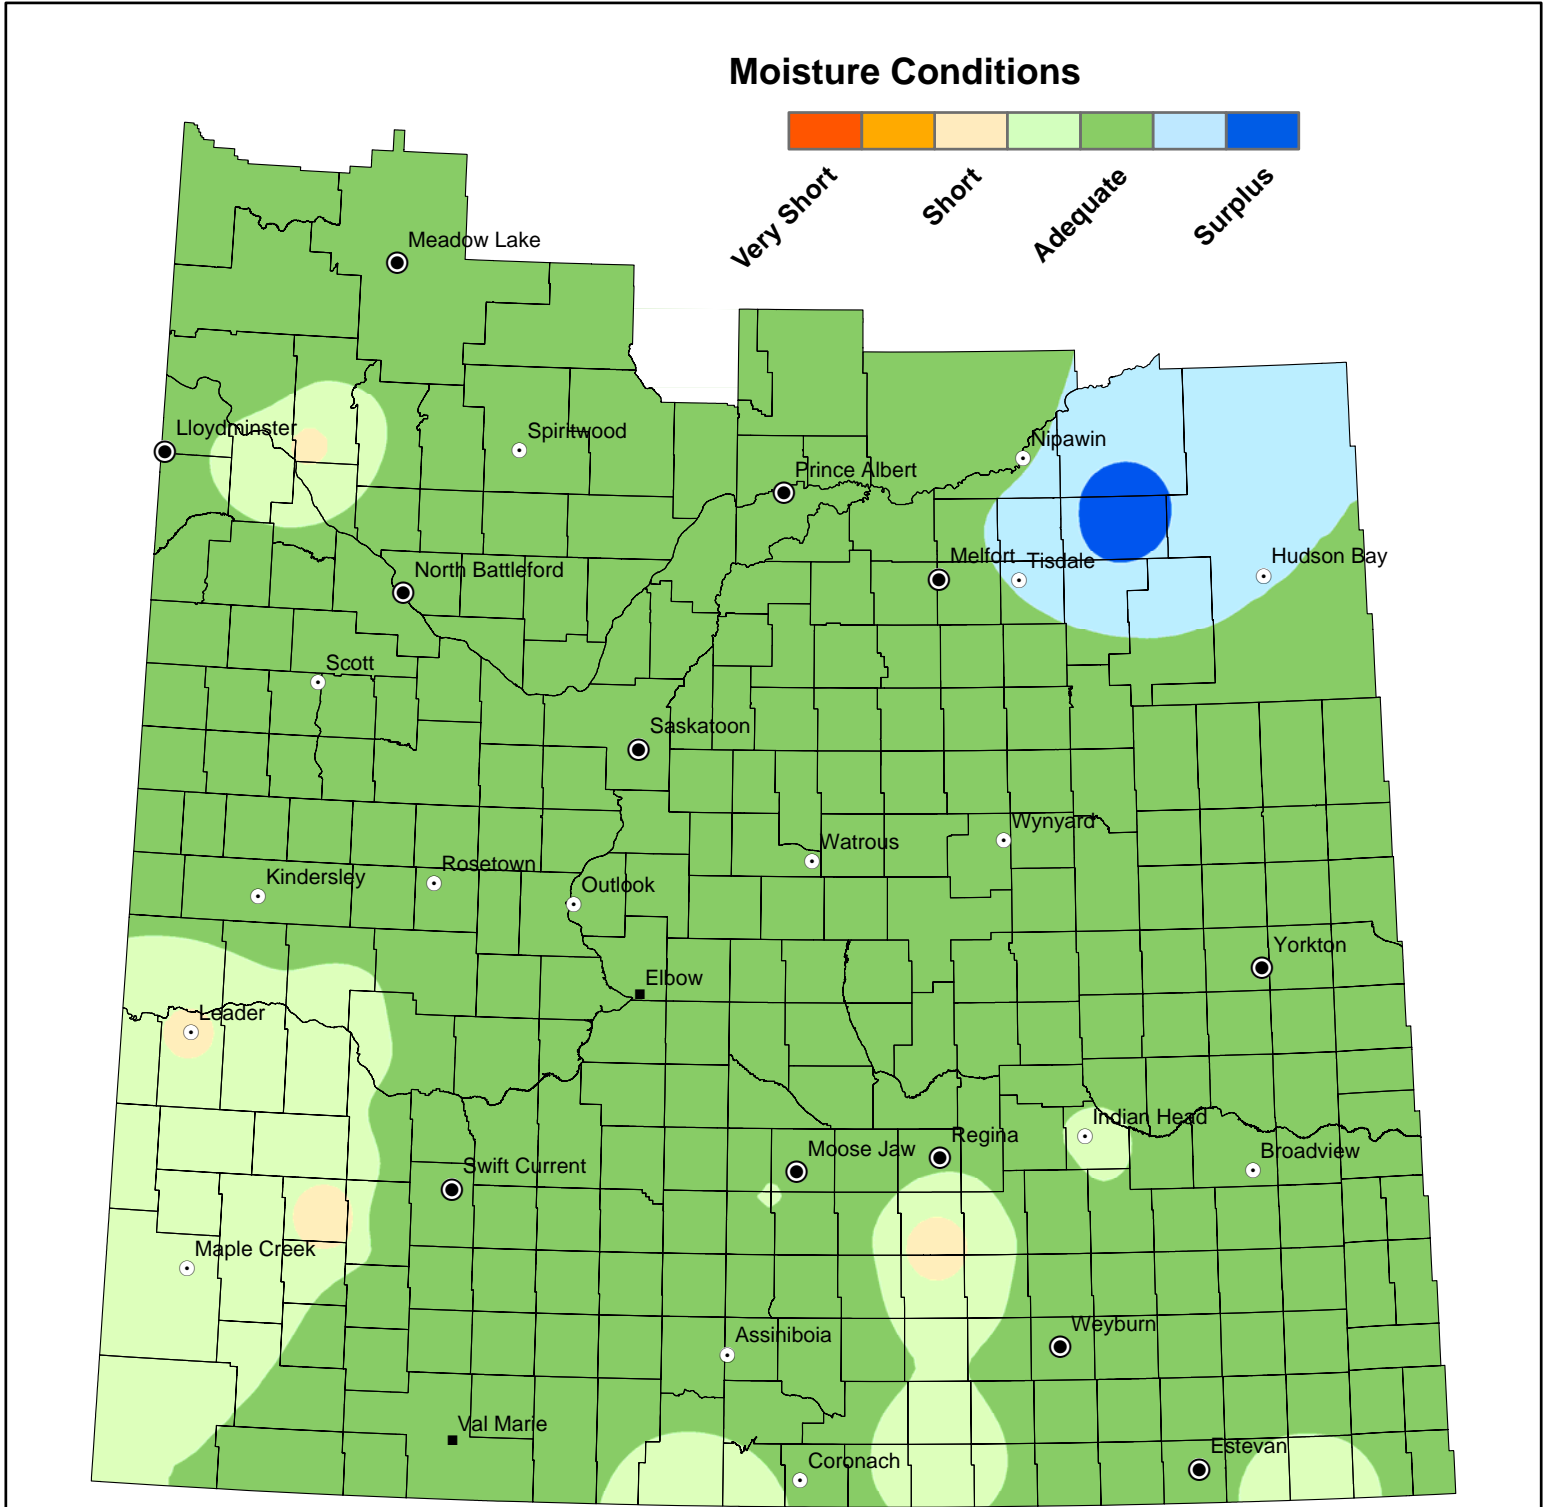 Moisture Conditions
Very Short
Short
Adequate
Surplus
Meadow Lake
Lloydminster
Spiritwood
Nipawin
Prince Albert
Melfort
Tisdale
Hudson Bay
North Battleford
Scott
Saskatoon
Wynyard
Watrous
Rosetown
Kindersley
Outlook
Yorkton
Elbow
Leader
Indian Head
Regina
Moose Jaw
Broadview
Swift Current
Maple Creek
Weyburn
Assiniboia
Val Marie
Estevan
Coronach